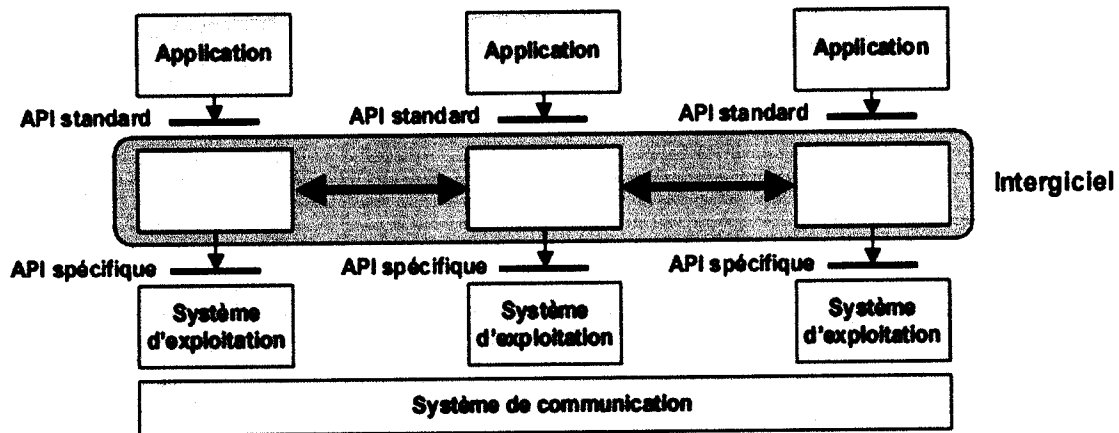 Application
Application
Application
API standard
API standard
API standard
Intergiciel
API spécifique
API spécifique
API spécifique
Système
d'exploitation
Système
d'exploitation
Système
d'exploitation
Système de communication